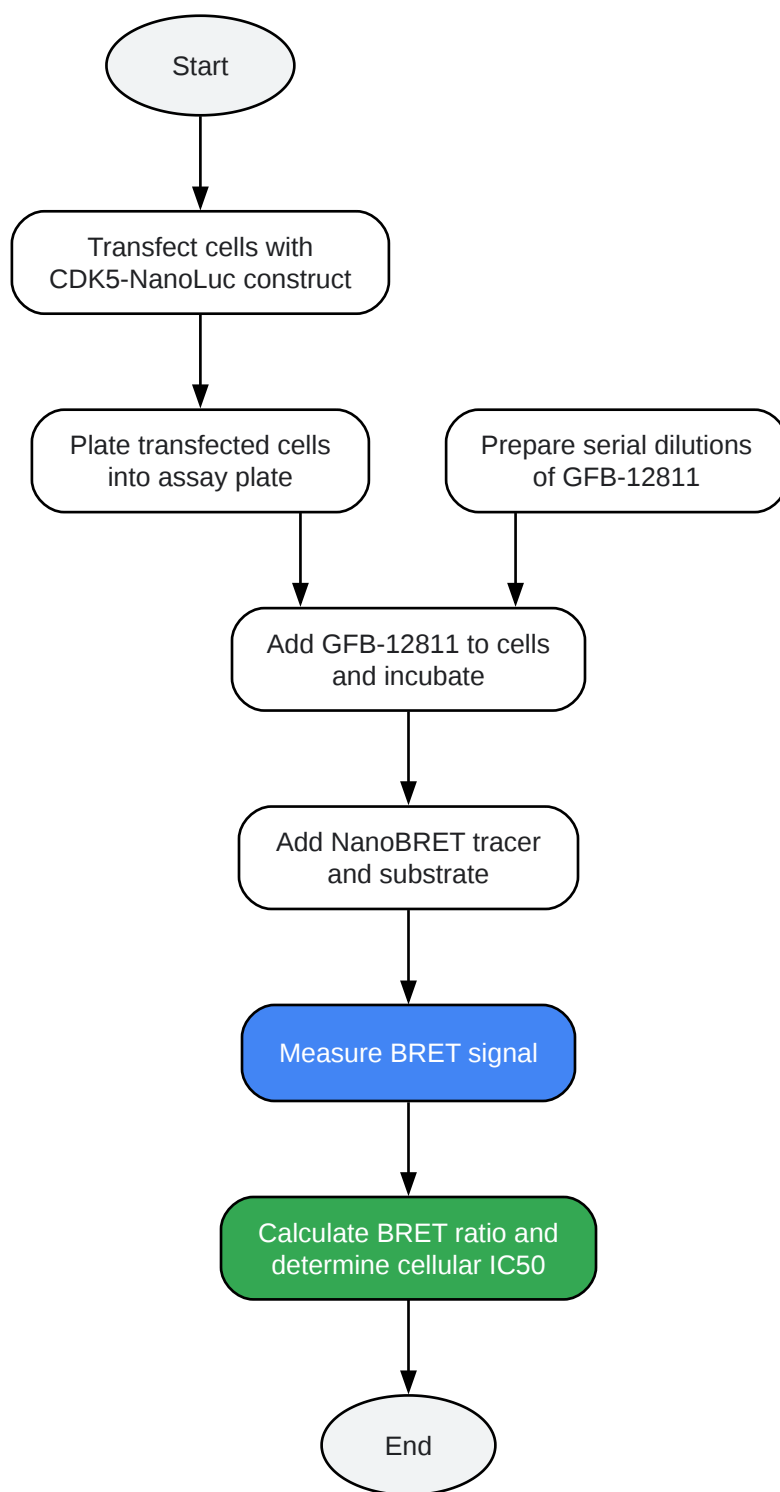 Start
Transfect cells with
CDK5-NanoLuc construct
Plate transfected cells
into assay plate
Prepare serial dilutions
of GFB-12811
Add GFB-12811 to cells
and incubate
Add NanoBRET tracer
and substrate
Measure BRET signal
Calculate BRET ratio and
determine cellular IC50
End